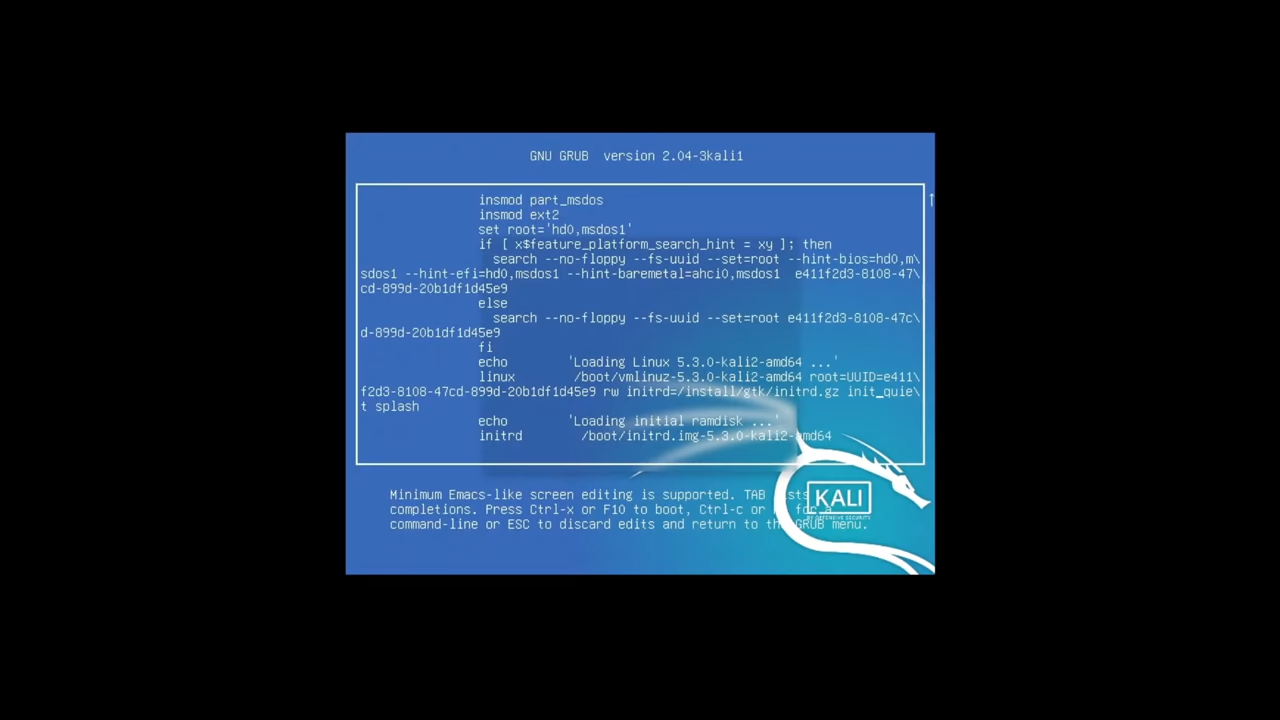 GNU GRUB  version 2.04-3kali1
insmod part_msdos
insmod ext2
set root='hd0,msdos1'
if [ x$feature_platform_search_hint = xy ]; then
search --no-floppy --fs-uuid --set=root --hint-bios=hd0,m\
sdos1 --hint-efi=hd0,msdos1 --hint-baremetal=ahci0,msdos1  e411f2d3-8108-47\
cd-899d-20b1df1d45e9
else
search --no-floppy --fs-uuid --set=root e411f2d3-8108-47c\
d-899d-20b1df1d45e9
fi
echo 'Loading Linux 5.3.0-kali2-amd64 ...'
linux /boot/vmlinuz-5.3.0-kali2-amd64 root=UUID=e411\
f2d3-8108-47cd-899d-20b1df1d45e9 rw initrd=/install/gtk/initrd.gz init_quie\
t splash
echo 'Loading initial ramdisk ...'
initrd /boot/initrd.img-5.3.0-kali2-amd64
Minimum Emacs-like screen editing is supported. TAB lists
completions. Press Ctrl-x or F10 to boot, Ctrl-c or for a
command-line or ESC to discard edits and return to the GRUB menu.
KALI
BY OFFENSIVE SECURITY